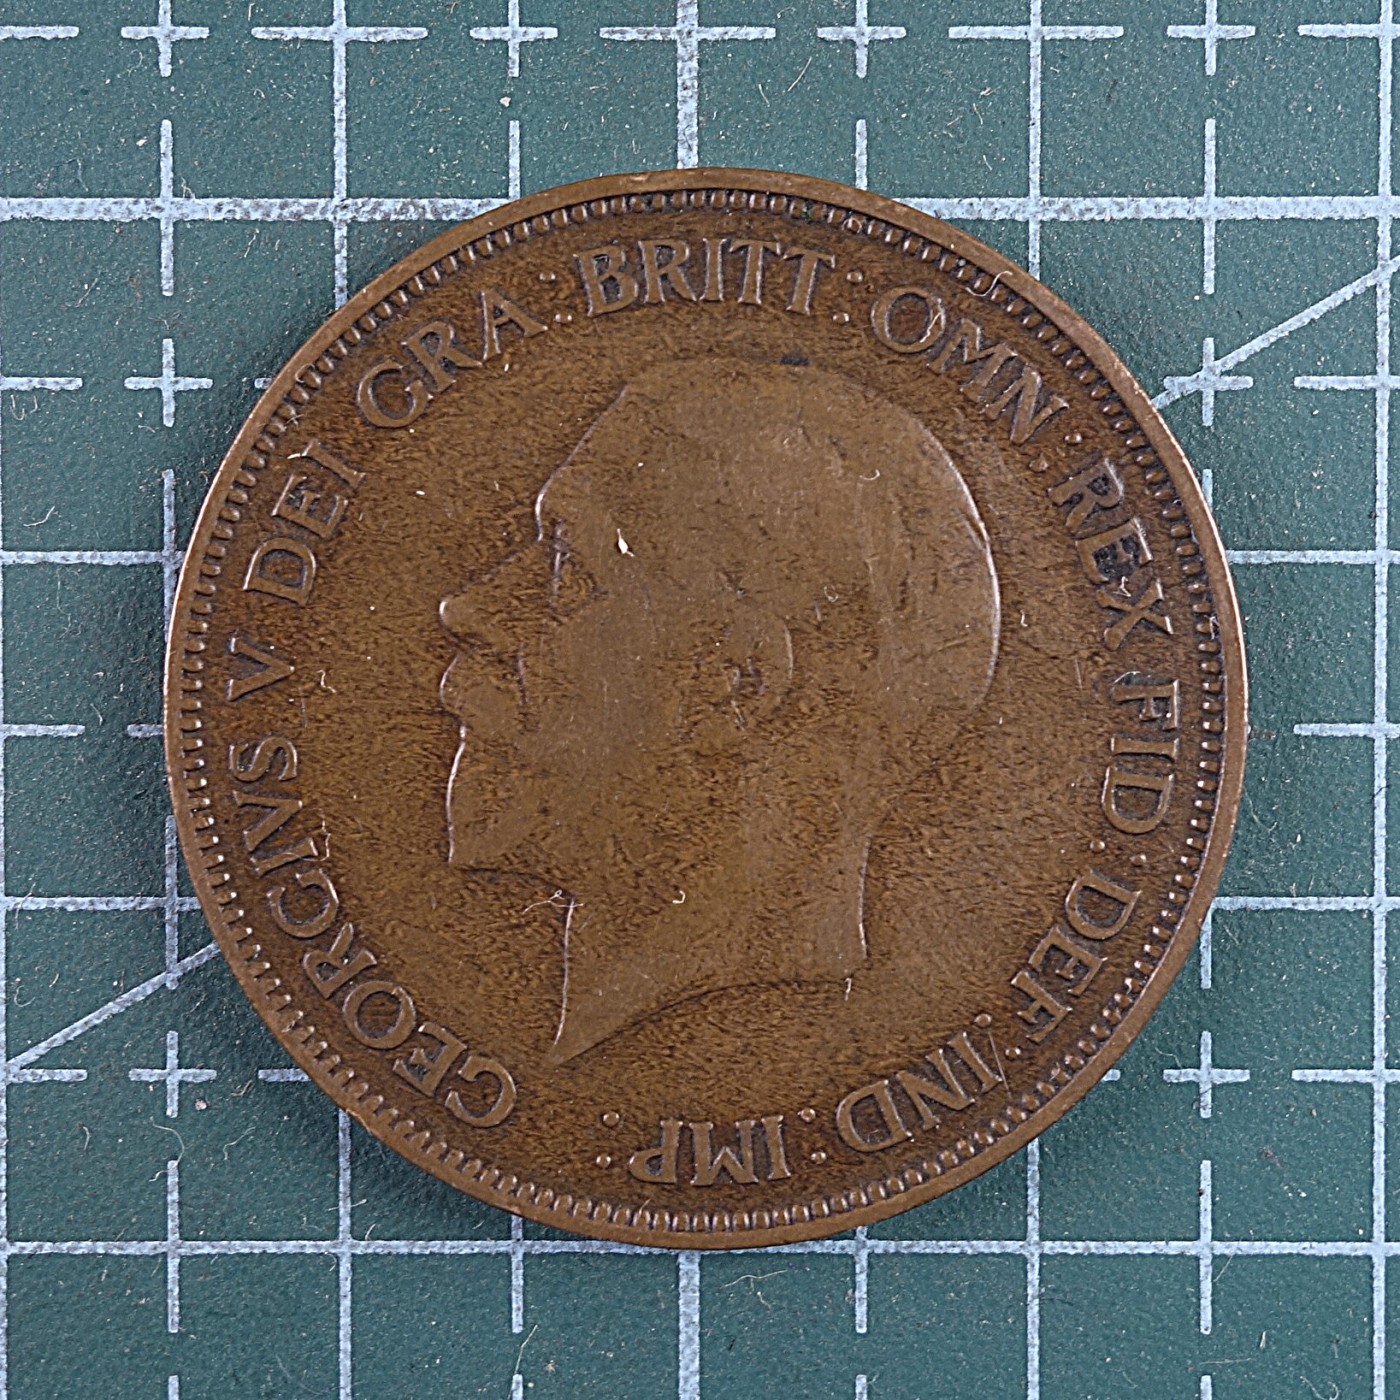 GEORGIVS V DEI GRA : BRITT : OMN : REX FID : DEF : IND : IMP :